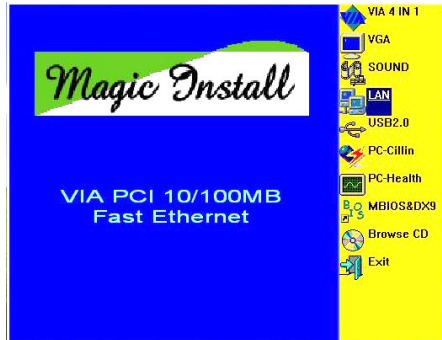 Magic Install
VIA PCI 10/100MB
Fast Ethernet
VIA 4 IN 1
VGA
SOUND
LAN
USB2.0
PC-Cillin
PC-Health
MBIOS&DX9
Browse CD
Exit